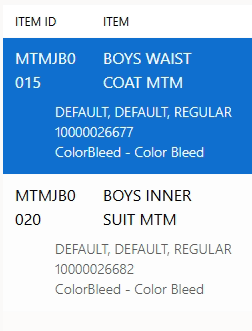 ITEM ID ITEM
MTMJB0 BOYS WAIST
015 COAT MTM
DEFAULT, DEFAULT, REGULAR
10000026677
ColorBleed - Color Bleed
MTMJB0 BOYS INNER
020 SUIT MTM
DEFAULT, DEFAULT, REGULAR
10000026682
ColorBleed - Color Bleed